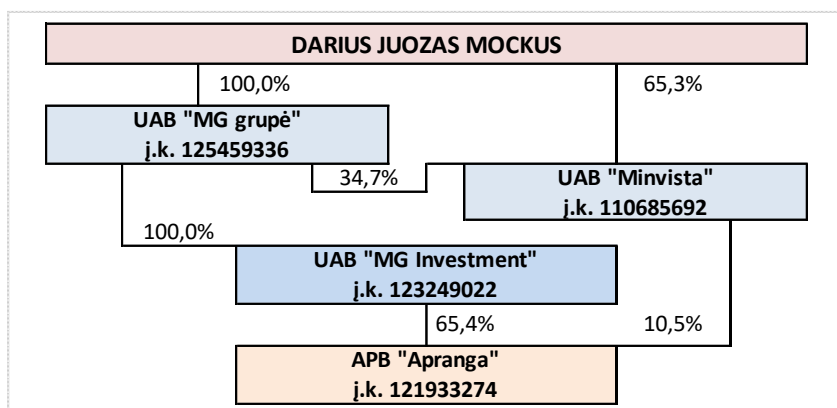 DARIUS JUOZAS MOCKUS
100,0%
65,3%
UAB "MG grupė"
į.k. 125459336
34,7%
UAB "Minvista"
į.k. 110685692
100,0%
UAB "MG Investment"
į.k. 123249022
65,4%
10,5%
APB "Apranga"
į.k. 121933274